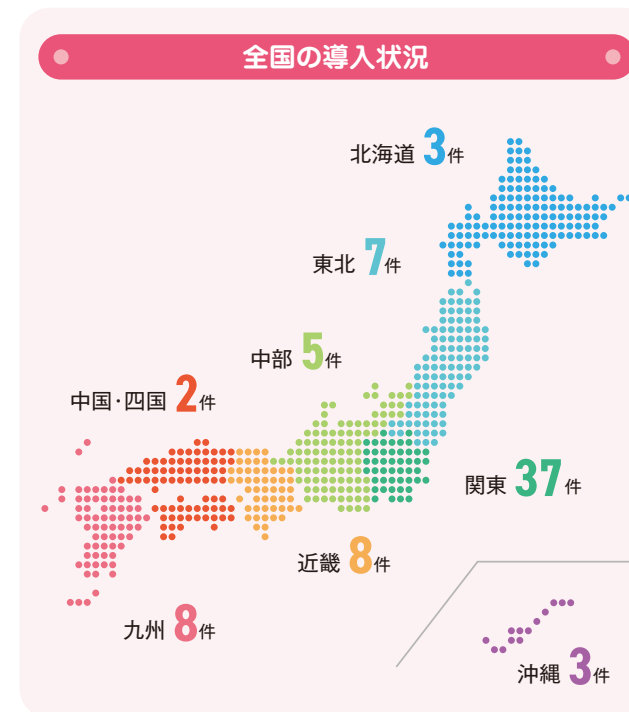 全国の導入状況
北海道 3件
東北 7件
中部 5件
中国・四国 2件
関東 37件
近畿 8件
九州 8件
沖縄 3件